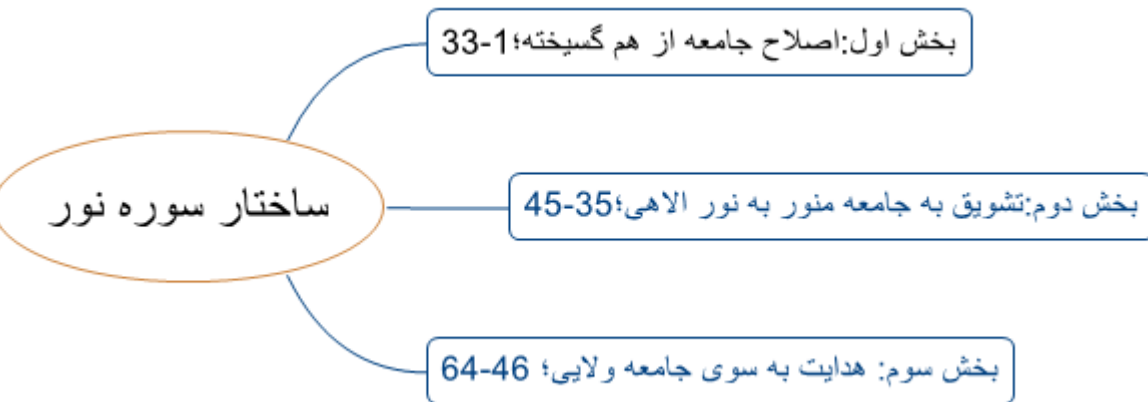 ساختار سوره نور
بخش اول:اصلاح جامعه از هم گسیخته؛1-33
بخش دوم:تشویق به جامعه منور به نور الاهی؛35-45
بخش سوم: هدایت به سوی جامعه ولایی؛ 46-64